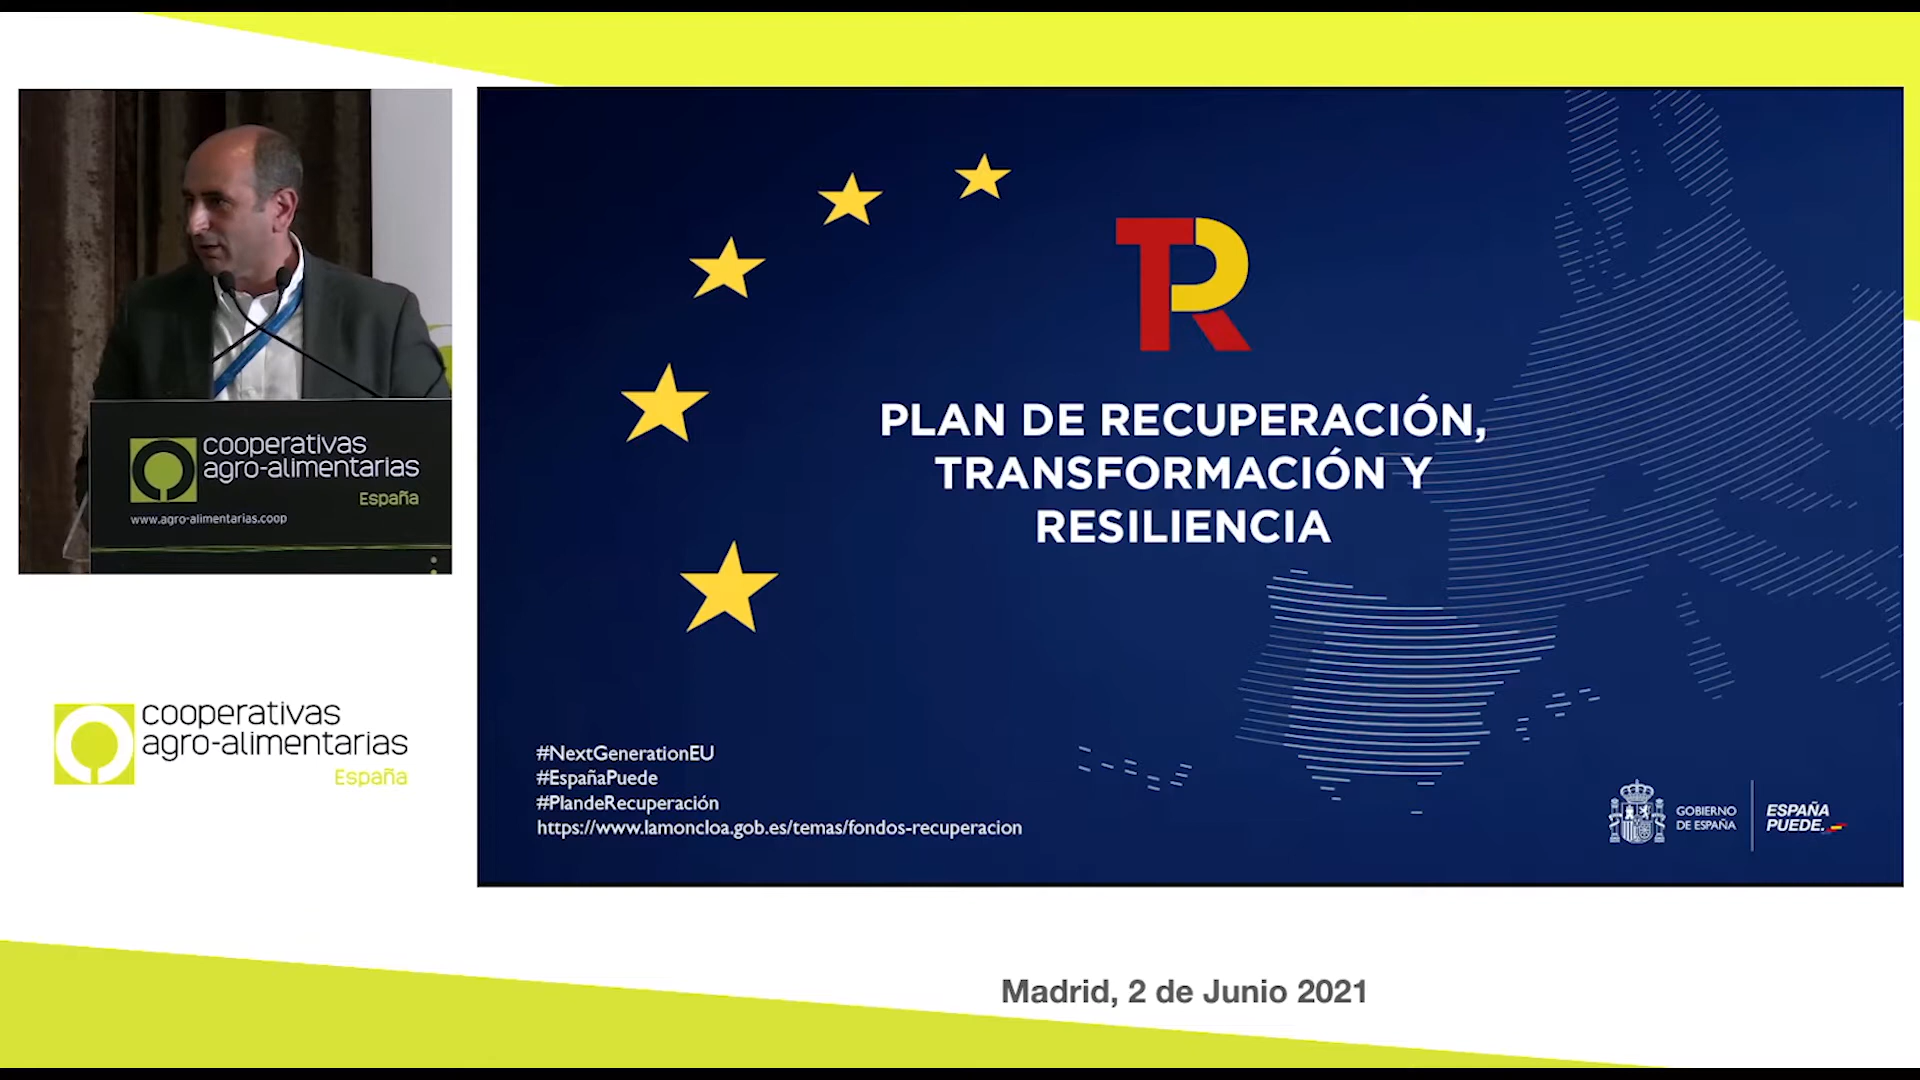 cooperativas
agro-alimentarias
España
www.agro-alimentarias.coop
cooperativas
agro-alimentarias
España
TR
PLAN DE RECUPERACIÓN,
TRANSFORMACIÓN Y
RESILIENCIA
#NextGenerationEU
#EspañaPuede
#PlandeRecuperación
https://www.lamoncloa.gob.es/temas/fondos-recuperacion
GOBIERNO
DE ESPAÑA
ESPAÑA
PUEDE.
Madrid, 2 de Junio 2021